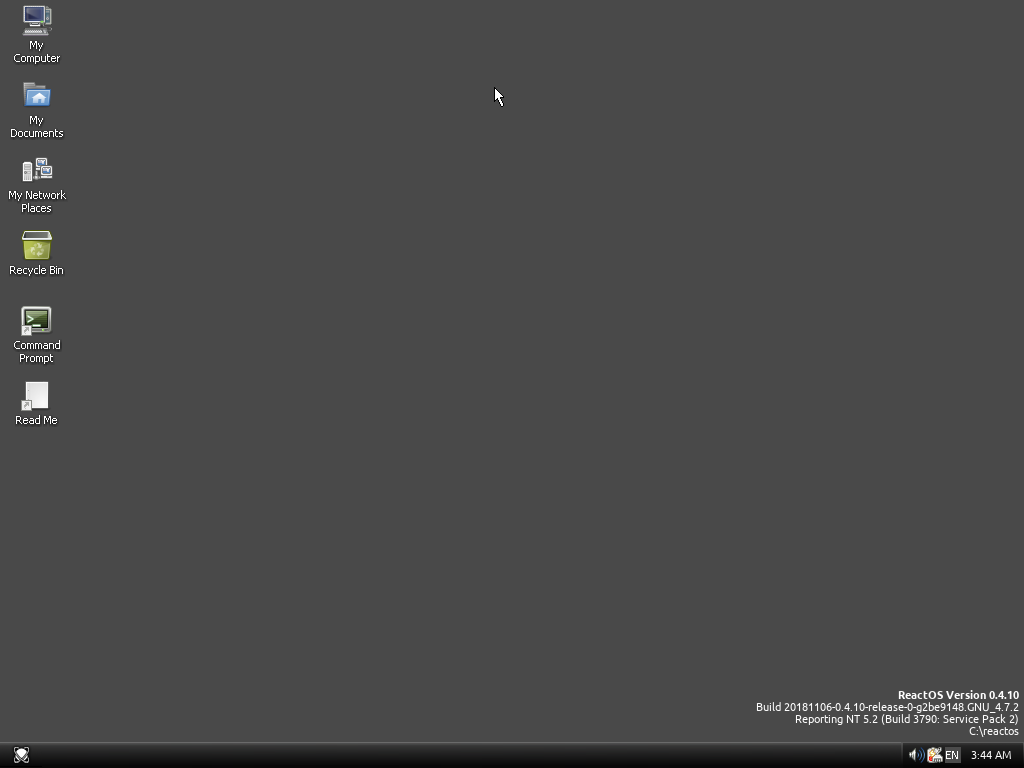 My
Computer
My
Documents
My Network
Places
Recycle Bin
Command
Prompt
Read Me
ReactOS Version 0.4.10
Build 20181106-0.4.10-release-0-g2be9148.GNU_4.7.2
Reporting NT 5.2 (Build 3790: Service Pack 2)
C:\reactos
EN
3:44 AM